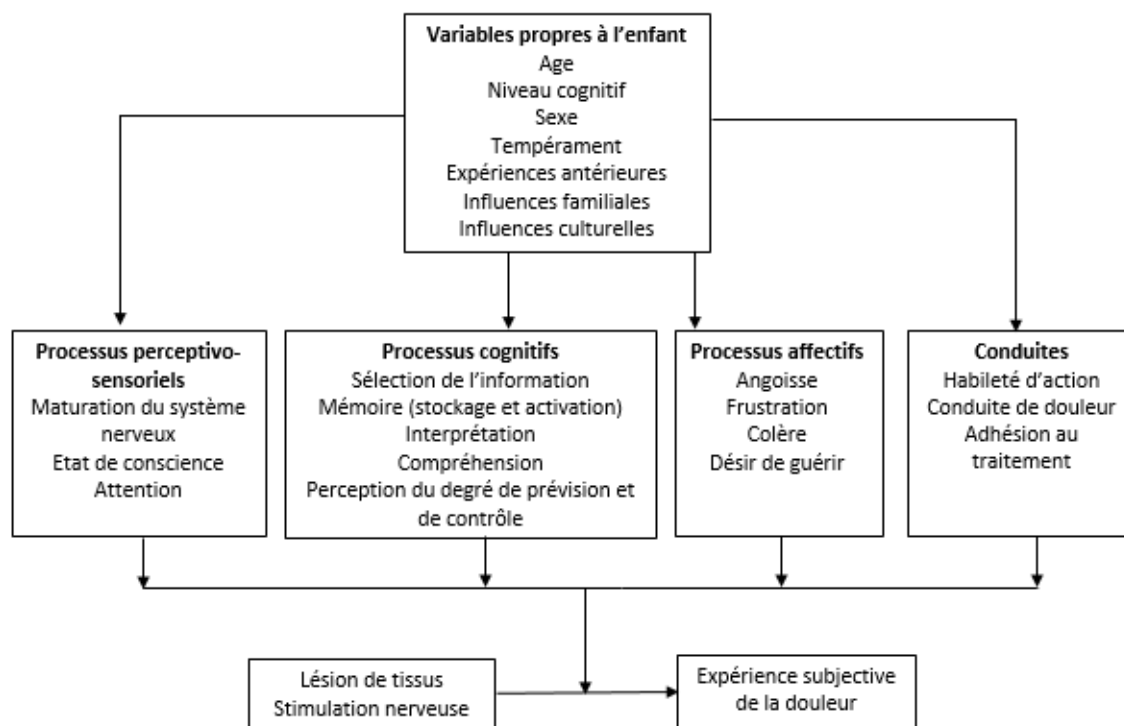 Variables propres à l’enfant
Age
Niveau cognitif
Sexe
Tempérament
Expériences antérieures
Influences familiales
Influences culturelles
Processus perceptivo-
sensoriels
Maturation du système
nerveux
Etat de conscience
Attention
Processus cognitifs
Sélection de l’information
Mémoire (stockage et activation)
Interprétation
Compréhension
Perception du degré de prévision et
de contrôle
Processus affectifs
Angoisse
Frustration
Colère
Désir de guérir
Conduites
Habileté d’action
Conduite de douleur
Adhésion au
traitement
Lésion de tissus
Stimulation nerveuse
Expérience subjective
de la douleur